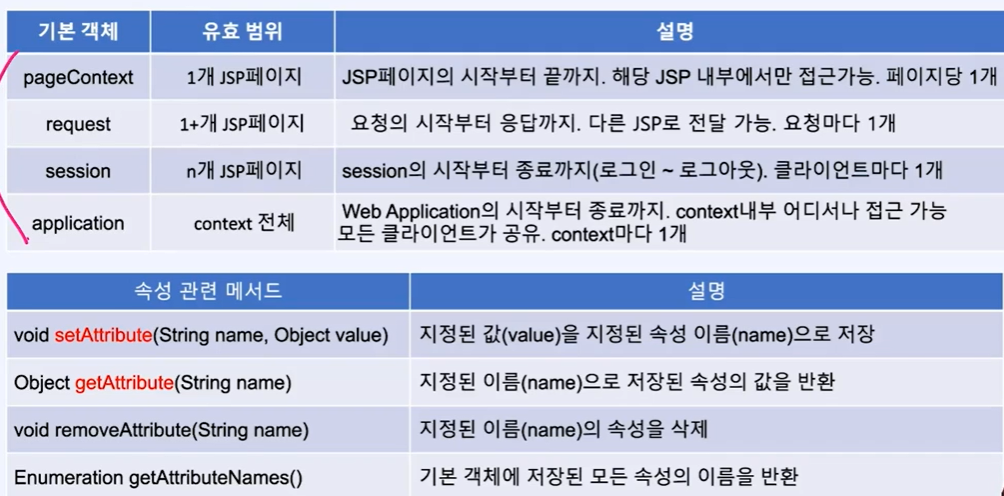 기본 객체 유효 범위 설명
pageContext 1개 JSP페이지 JSP페이지의 시작부터 끝까지. 해당 JSP 내부에서만 접근가능. 페이지당 1개
request 1+개 JSP페이지 요청의 시작부터 응답까지. 다른 JSP로 전달 가능. 요청마다 1개
session n개 JSP페이지 session의 시작부터 종료까지(로그인 ~ 로그아웃). 클라이언트마다 1개
application context 전체 Web Application의 시작부터 종료까지. context내부 어디서나 접근 가능
모든 클라이언트가 공유. context마다 1개
속성 관련 메서드 설명
void setAttribute(String name, Object value) 지정된 값(value)을 지정된 속성 이름(name)으로 저장
Object getAttribute(String name) 지정된 이름(name)으로 저장된 속성의 값을 반환
void removeAttribute(String name) 지정된 이름(name)의 속성을 삭제
Enumeration getAttributeNames() 기본 객체에 저장된 모든 속성의 이름을 반환